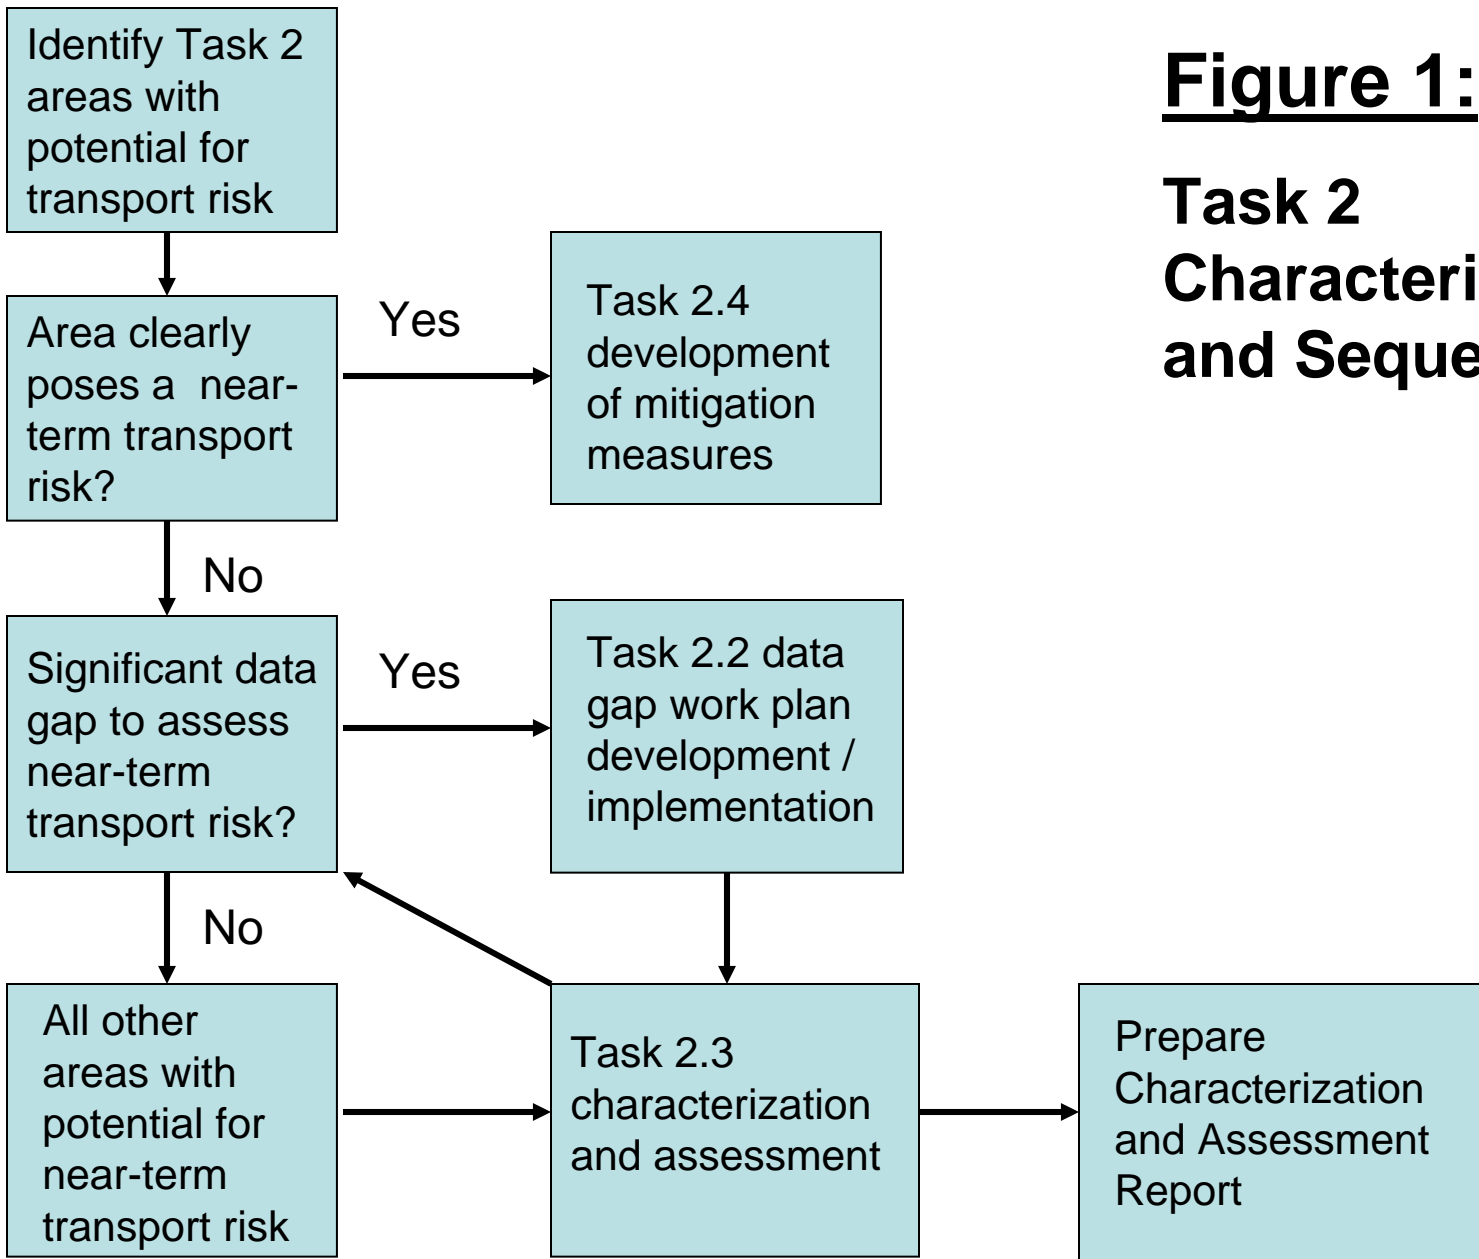 Identify Task 2
areas with
potential for
transport risk
Figure 1:
Task 2
Characteri
and Seque
Area clearly
poses a  near-
term transport
risk?
Yes
Task 2.4
development
of mitigation
measures
No
Significant data
gap to assess
near-term
transport risk?
Yes
Task 2.2 data
gap work plan
development /
implementation
No
All other
areas with
potential for
near-term
transport risk
Task 2.3
characterization
and assessment
Prepare
Characterization
and Assessment
Report